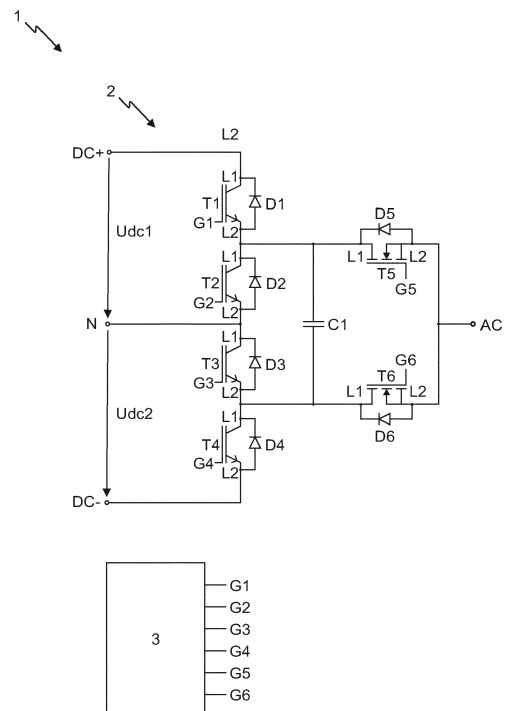 1
2
L2
DC+
L1
T1
D1
G1
L2
Udc1
D5
L1
L2
T5
G5
L1
T2
D2
G2
L2
N
C1
AC
L1
T3
D3
G3
L2
G6
T6
L1
L2
D6
Udc2
L1
T4
D4
G4
L2
DC-
3
G1
G2
G3
G4
G5
G6